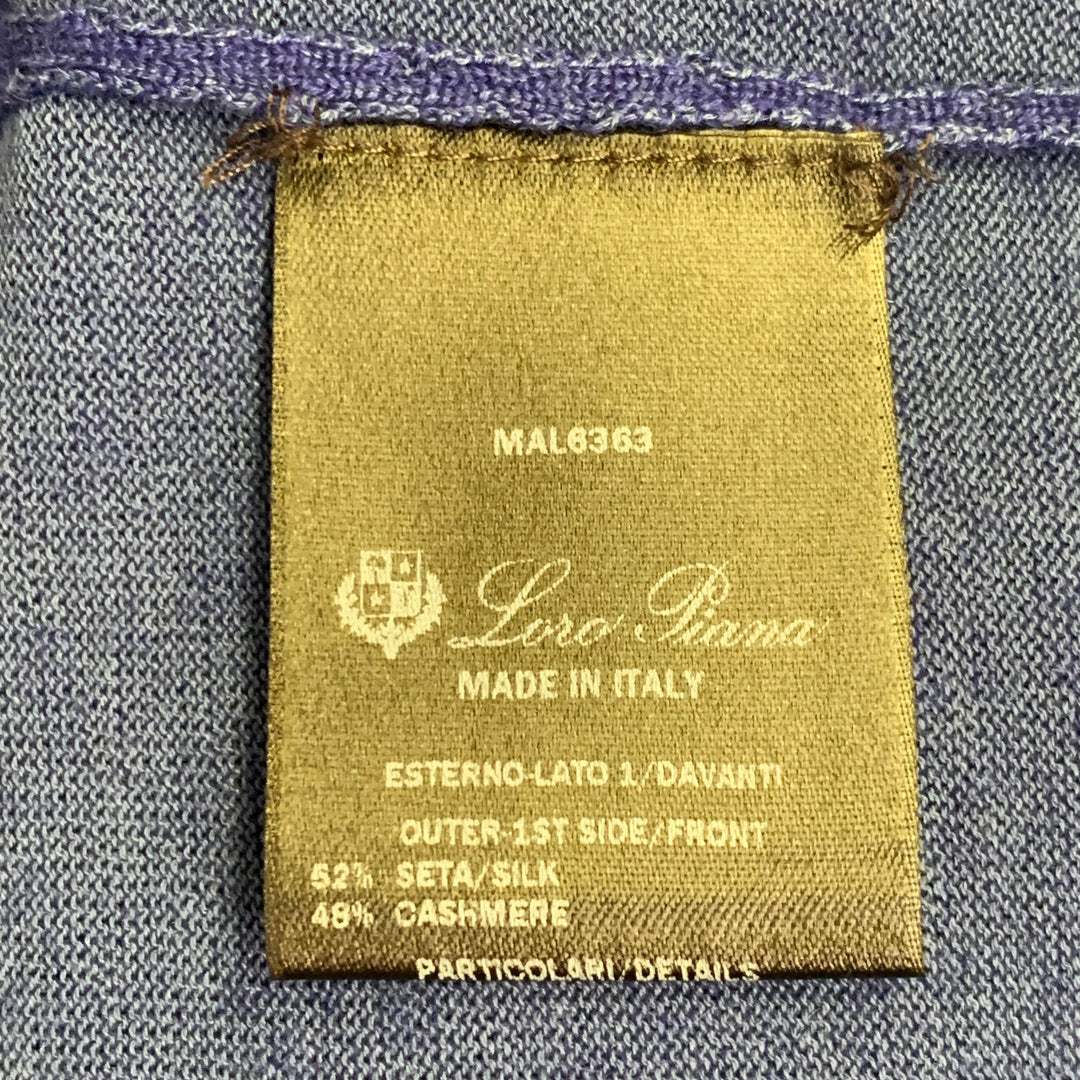 MAL6363
Loro Piana
MADE IN ITALY
ESTERNO-LATO 1/DAVANTI
OUTER-1ST SIDE/FRONT
52% SETA/SILK
48% CASHMERE
PARTICOLARI/DETAILS